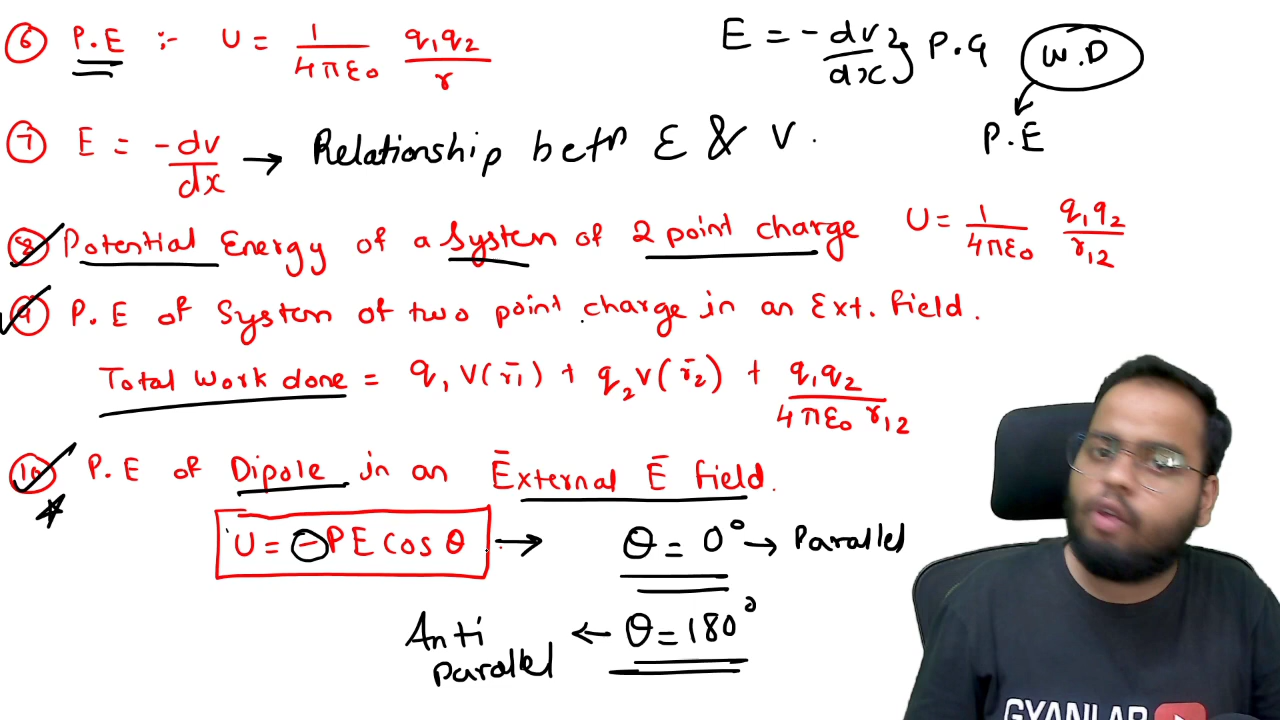 ⑥ P.E :- U = 1/4πε₀ q₁q₂/r
E = -dv/dx } P.G W.D
P.E
⑦ E = -dv/dx → Relationship betn E & V.
⑧ Potential Energy of a System of 2 point charge U = 1/4πε₀ q₁q₂/r₁₂
⑨ P.E of System of two point charge in an Ext. field.
Total work done = q₁V(r̄₁) + q₂V(r̄₂) + q₁q₂/4πε₀ r₁₂
⑩ P.E of Dipole in an Ēxternal Ē field.
U = -PE cos θ → θ = 0° → Parallel
Anti Parallel ← θ = 180°
GYANLAB